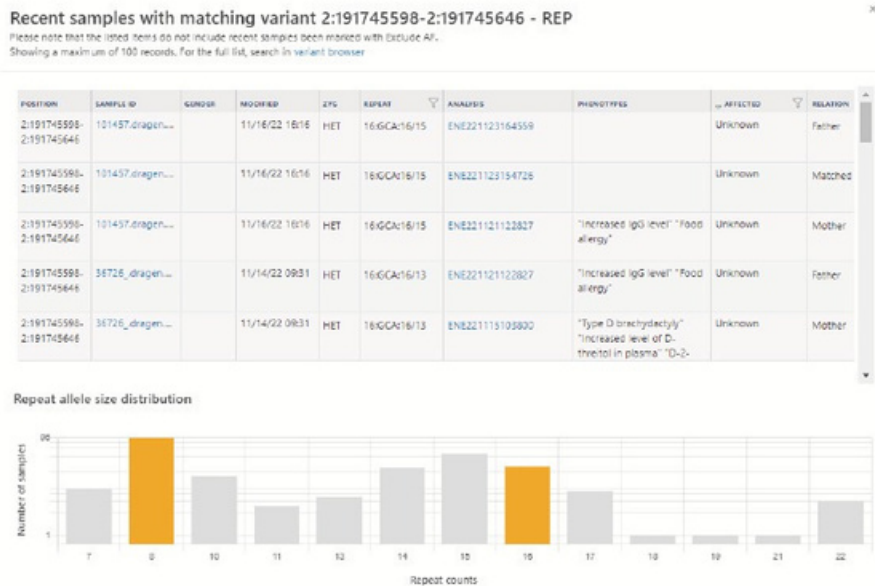 Recent samples with matching variant 2:191745598-2:191745646 - REP
Please note that the listed items do not include recent samples been marked with Exclude AF.
Showing a maximum of 100 records. For the full list, search in variant browser
POSITION SAMPLE ID GENDER MODIFIED ZYG REPEAT ANALYSIS PHENOTYPES AFFECTED RELATION
2:191745598- 101457.dragen.... 11/16/22 16:16 HET 16:GCA:16/15 ENE221123164559 Unknown Father
2:191745646
2:191745598- 101457.dragen.... 11/16/22 16:16 HET 16:GCA:16/15 ENE221123154726 Unknown Matched
2:191745646
2:191745598- 101457.dragen.... 11/16/22 16:16 HET 16:GCA:16/15 ENE221121122827 "Increased IgG level" "Food Unknown Mother
2:191745646 allergy"
2:191745598- 36726_dragen.... 11/14/22 09:31 HET 16:GCA:16/13 ENE221121122827 "Increased IgG level" "Food Unknown Father
2:191745646 allergy"
2:191745598- 36726_dragen.... 11/14/22 09:31 HET 16:GCA:16/13 ENE221115103800 "Type D brachydactyly" Unknown Mother
2:191745646 "Increased level of D-
threitol in plasma" "D-2-
Repeat allele size distribution
Number of samples
1
7 8 10 11 13 14 15 16 17 18 19 21 22
Repeat counts